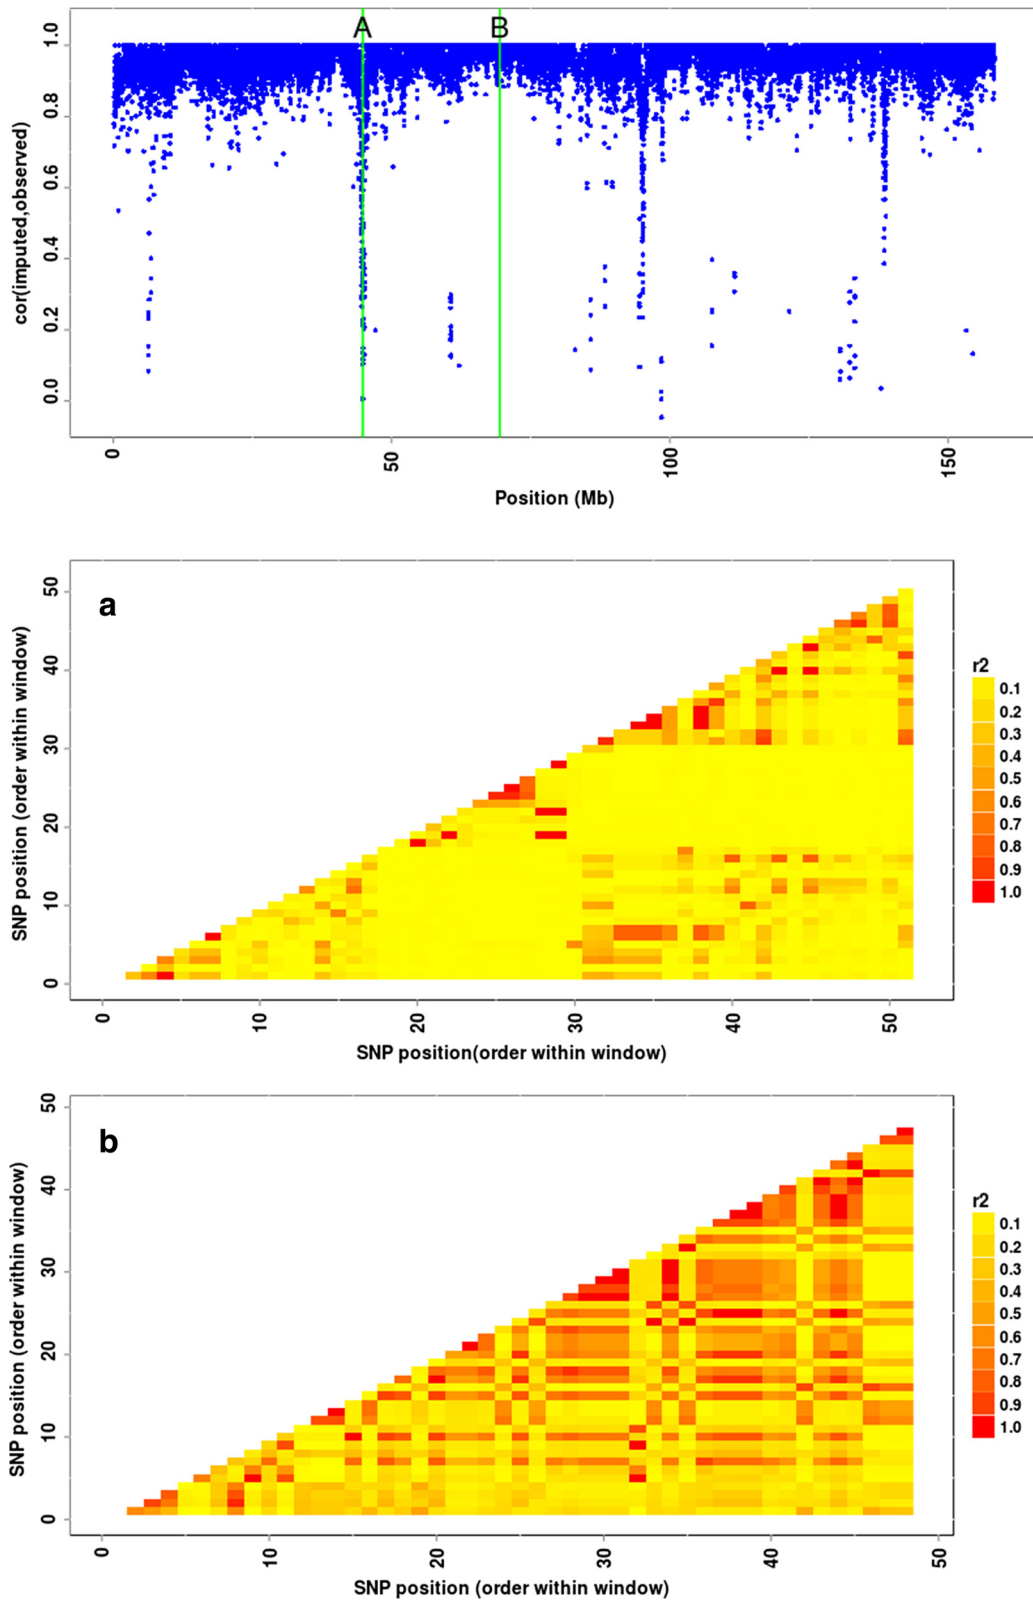 A B
cor(imputed,observed)
1.0
0.8
0.6
0.4
0.2
0.0
0 50 100 150
Position (Mb)
a
SNP position (order within window)
50
40
30
20
10
0
0 10 20 30 40 50
SNP position(order within window)
r2
0.1
0.2
0.3
0.4
0.5
0.6
0.7
0.8
0.9
1.0
b
SNP position (order within window)
50
40
30
20
10
0
0 10 20 30 40 50
SNP position (order within window)
r2
0.1
0.2
0.3
0.4
0.5
0.6
0.7
0.8
0.9
1.0